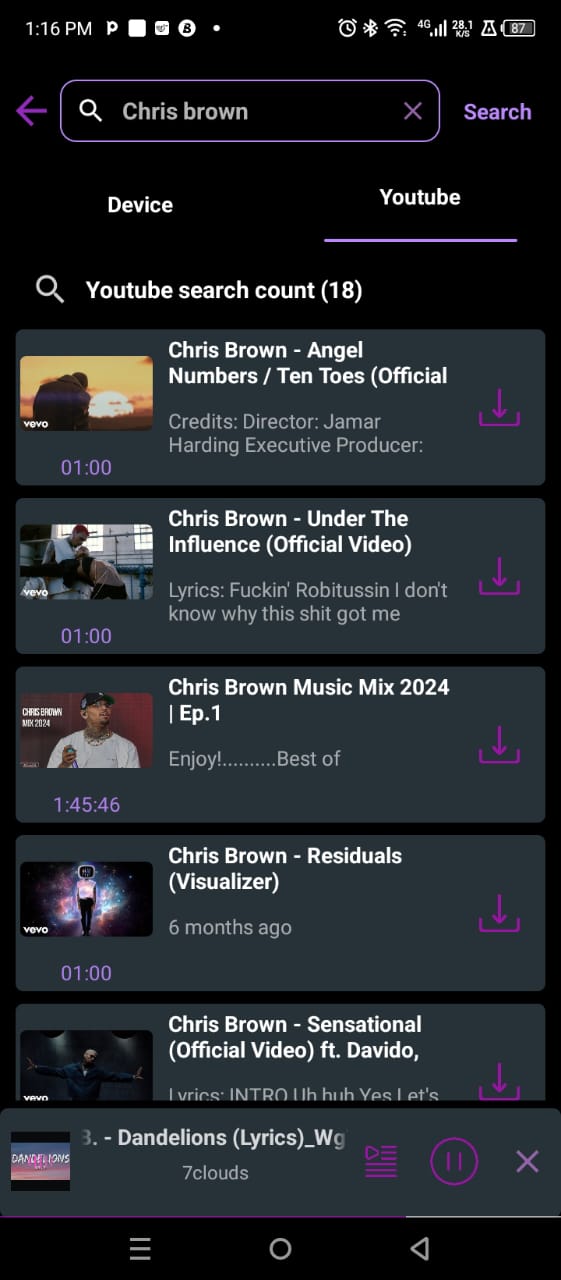 1:16 PM
4G 28.1 K/S 87
Chris brown
Search
Device
Youtube
Youtube search count (18)
Chris Brown - Angel
Numbers / Ten Toes (Official
Credits: Director: Jamar
Harding Executive Producer:
vevo
01:00
Chris Brown - Under The
Influence (Official Video)
Lyrics: Fuckin' Robitussin I don't
know why this shit got me
vevo
01:00
Chris Brown Music Mix 2024
| Ep.1
Enjoy!..........Best of
CHRIS BROWN
MIX 2024
1:45:46
Chris Brown - Residuals
(Visualizer)
6 months ago
vevo
01:00
Chris Brown - Sensational
(Official Video) ft. Davido,
Lyrics: INTRO Uh huh Yes Let's
vevo
B. - Dandelions (Lyrics)_Wg
7clouds
DANDELIONS